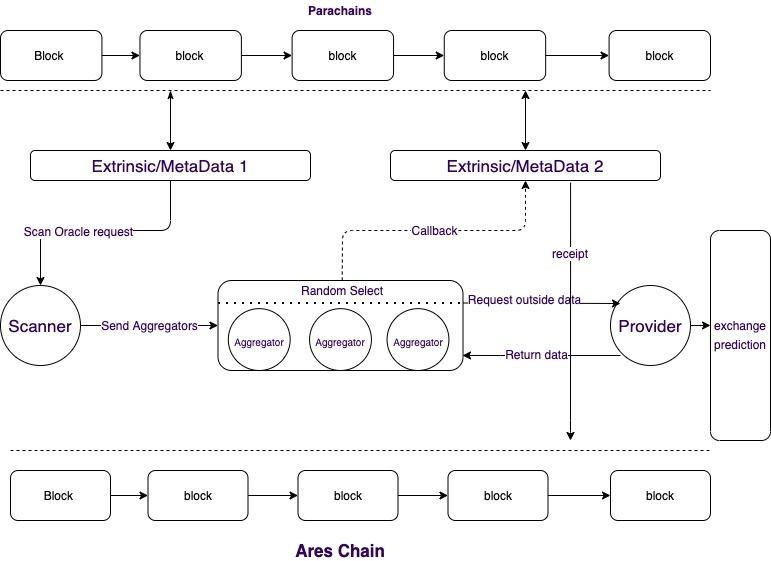 Parachains
Block
block
block
block
block
Extrinsic/MetaData 1
Extrinsic/MetaData 2
Scan Oracle request
Callback
receipt
Random Select
Request outside data
Scanner
Send Aggregators
Aggregator
Aggregator
Aggregator
Provider
exchange
prediction
Return data
Block
block
block
block
block
Ares Chain